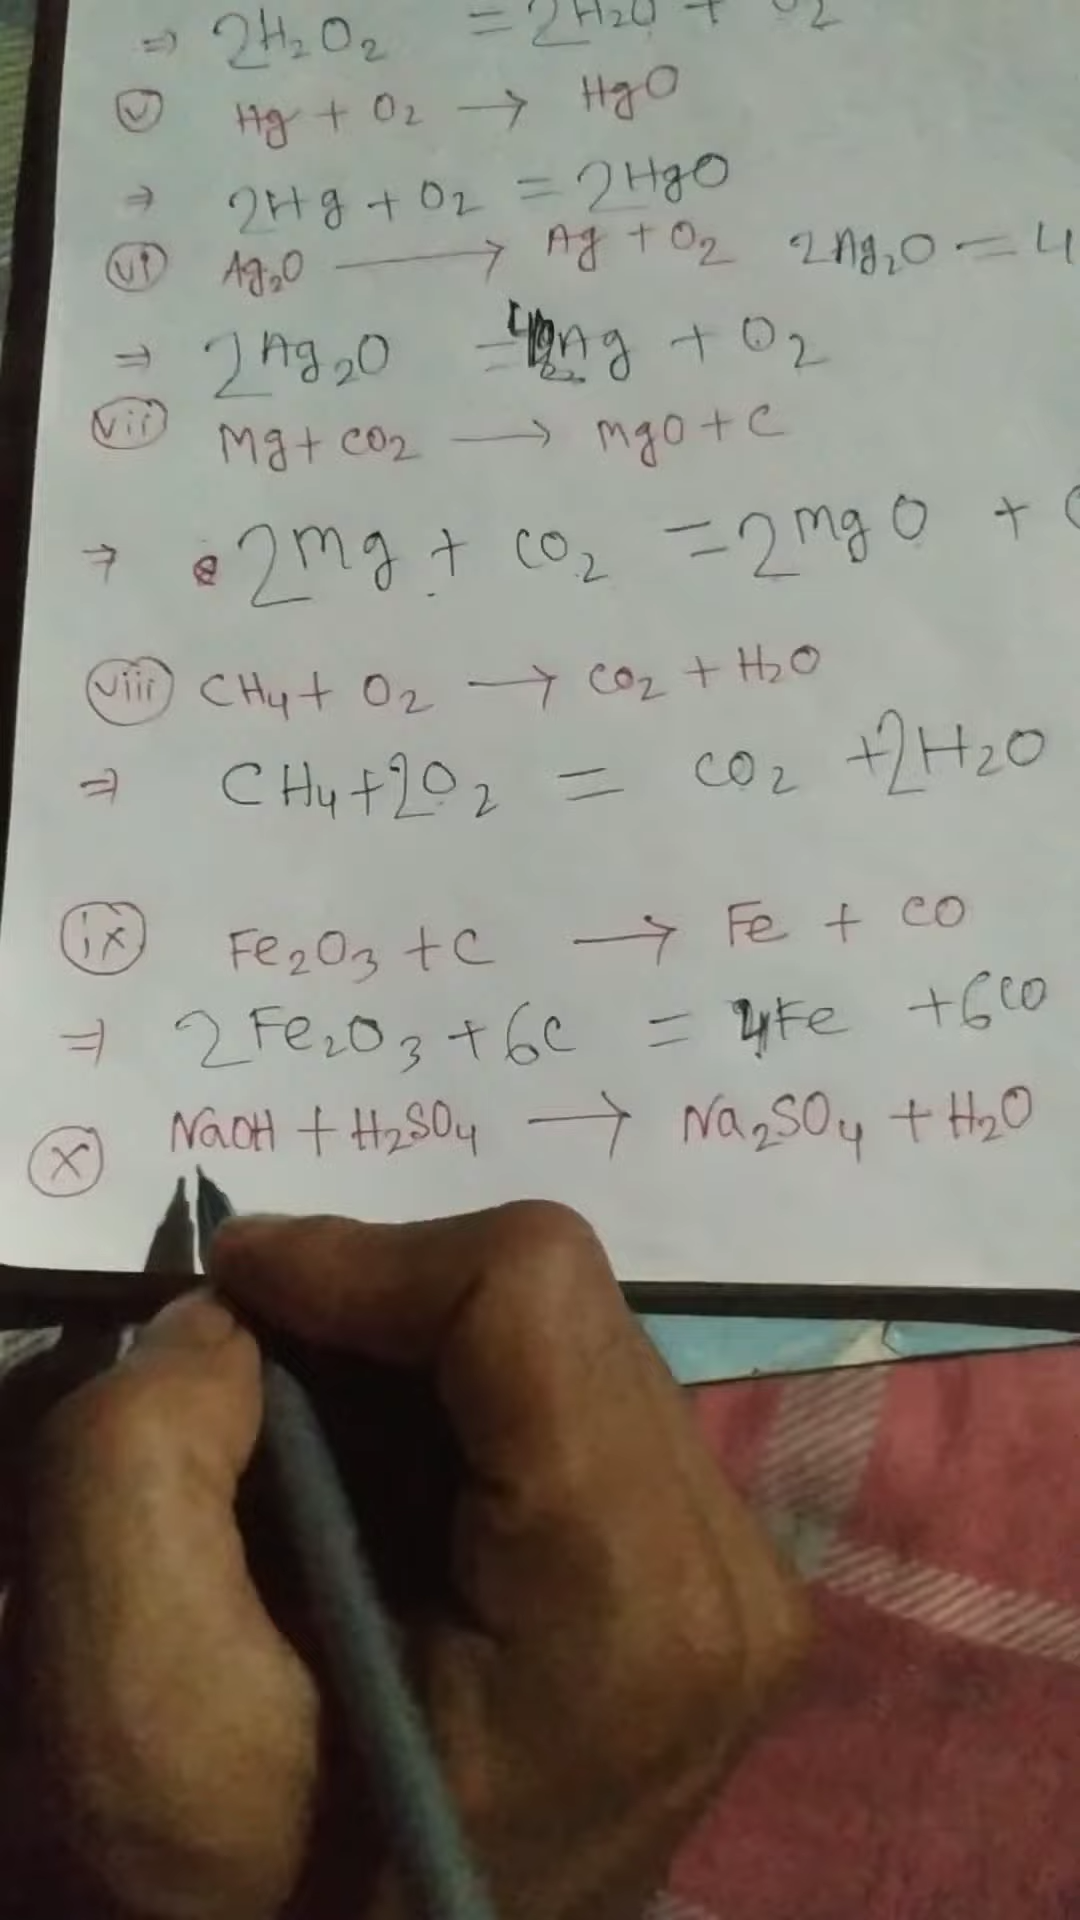 ⇒ 2H₂O₂ = 2H₂O + O₂
(v) Hg + O₂ → HgO
⇒ 2Hg + O₂ = 2HgO
(vi) Ag₂O → Ag + O₂ 2Ag₂O = 4
⇒ 2Ag₂O = 4Ag + O₂
(vii) Mg + CO₂ → MgO + C
⇒ 2Mg + CO₂ = 2MgO +
(viii) CH₄ + O₂ → CO₂ + H₂O
⇒ CH₄ + 2O₂ = CO₂ + 2H₂O
(ix) Fe₂O₃ + C → Fe + CO
⇒ 2Fe₂O₃ + 6C = 4Fe + 6CO
(x) NaOH + H₂SO₄ → Na₂SO₄ + H₂O